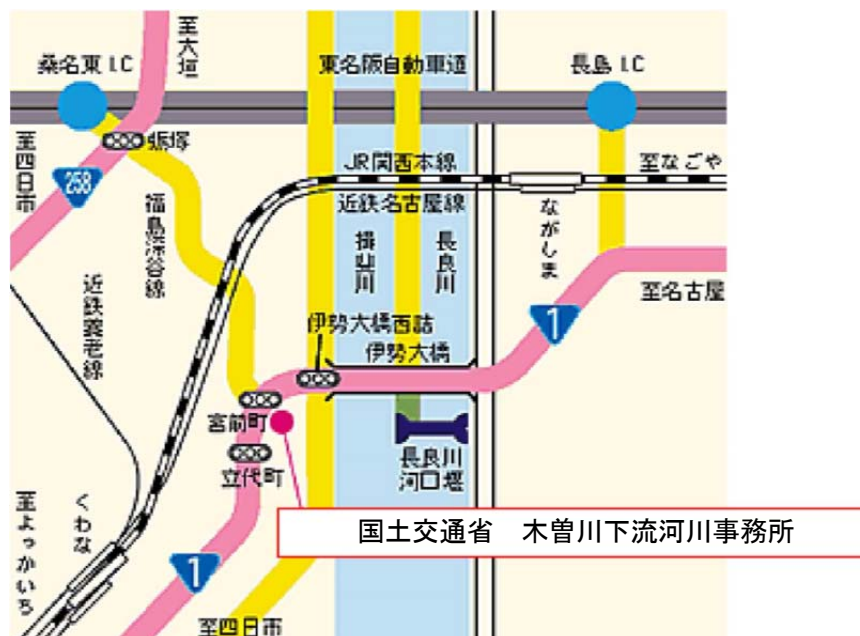 至大垣
桑名東IC
東名阪自動車道
長島IC
至四日市
258
JR関西本線
至なごや
近鉄名古屋線
福島深谷線
揖斐川
長良川
ながしま
近鉄養老線
至名古屋
1
伊勢大橋西詰
伊勢大橋
宮前町
立代町
長良川
河口堰
国土交通省　木曽川下流河川事務所
くわな
至よっかいち
1
至四日市